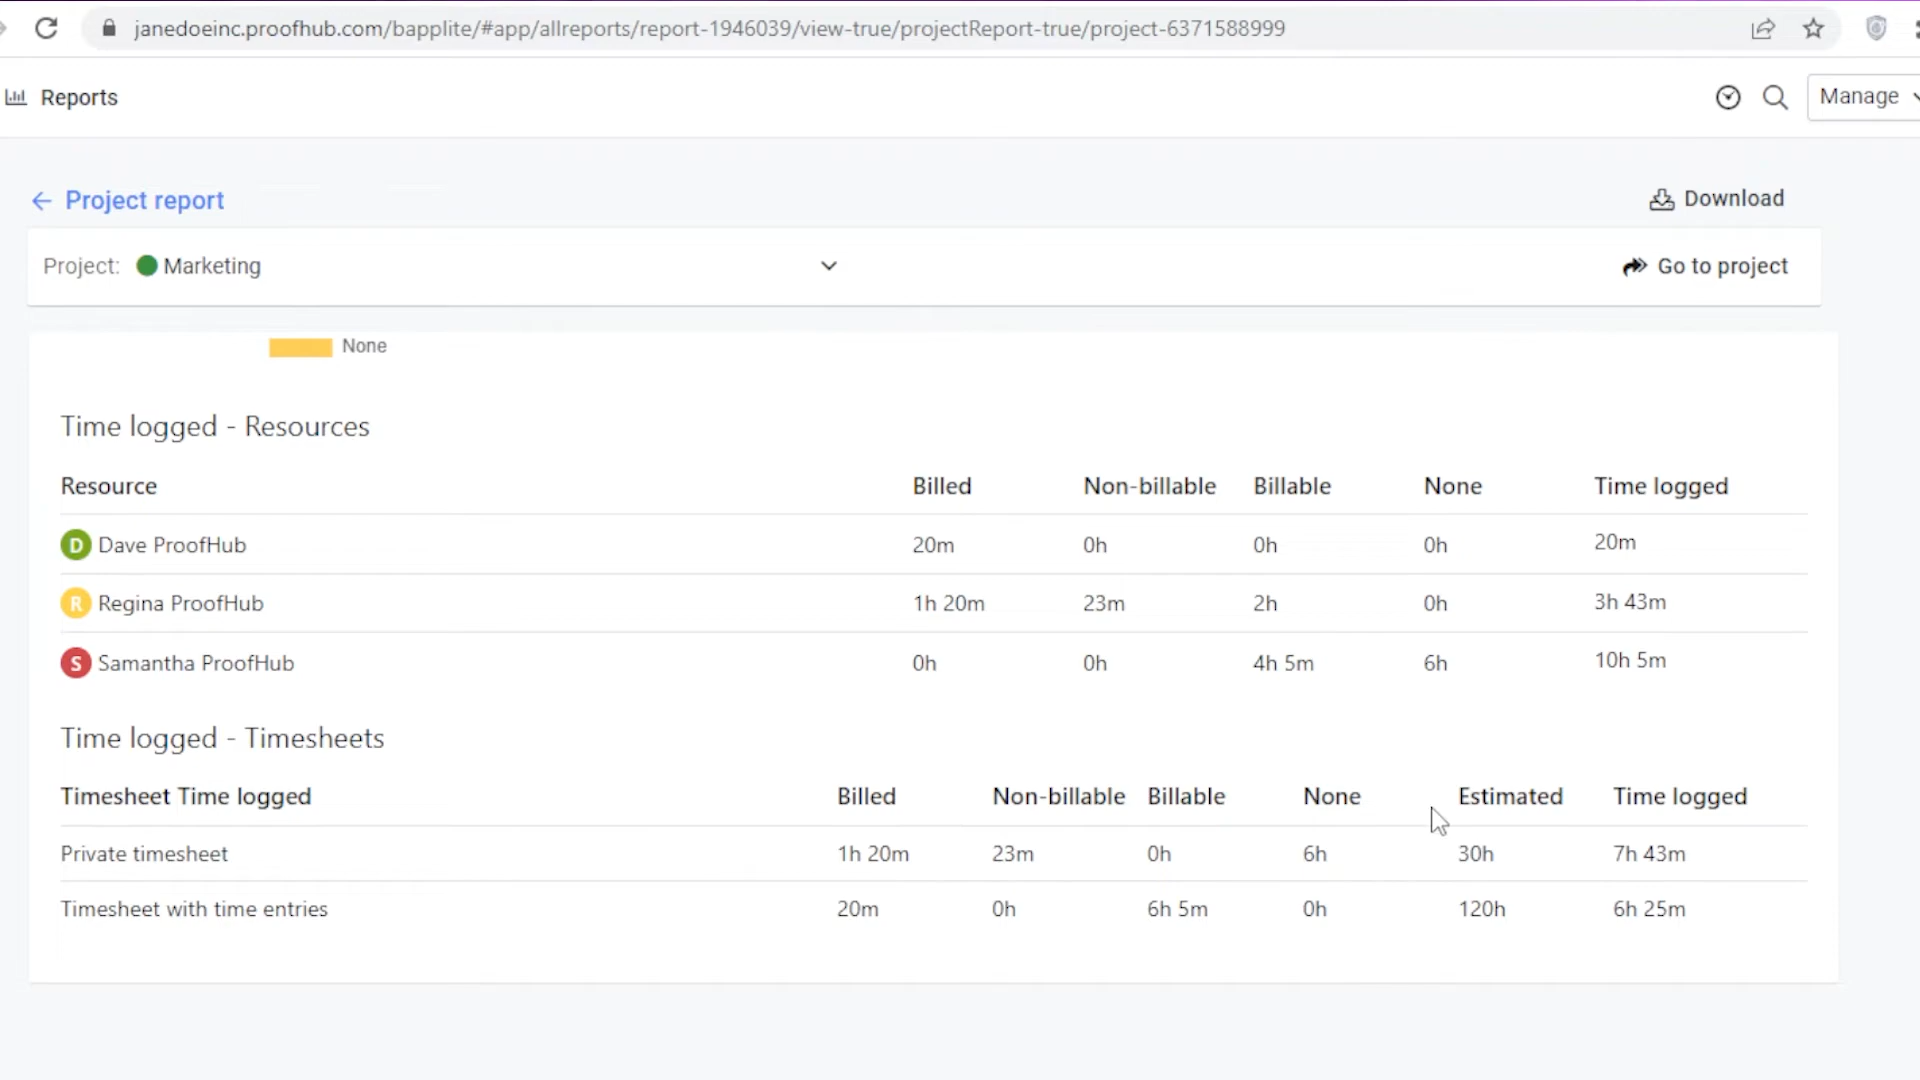 janedoeinc.proofhub.com/bapplite/#app/allreports/report-1946039/view-true/projectReport-true/project-6371588999
Reports
Manage
Project report
Download
Project: Marketing
Go to project
None
Time logged - Resources
Resource Billed Non-billable Billable None Time logged
D Dave ProofHub 20m 0h 0h 0h 20m
R Regina ProofHub 1h 20m 23m 2h 0h 3h 43m
S Samantha ProofHub 0h 0h 4h 5m 6h 10h 5m
Time logged - Timesheets
Timesheet Time logged Billed Non-billable Billable None Estimated Time logged
Private timesheet 1h 20m 23m 0h 6h 30h 7h 43m
Timesheet with time entries 20m 0h 6h 5m 0h 120h 6h 25m